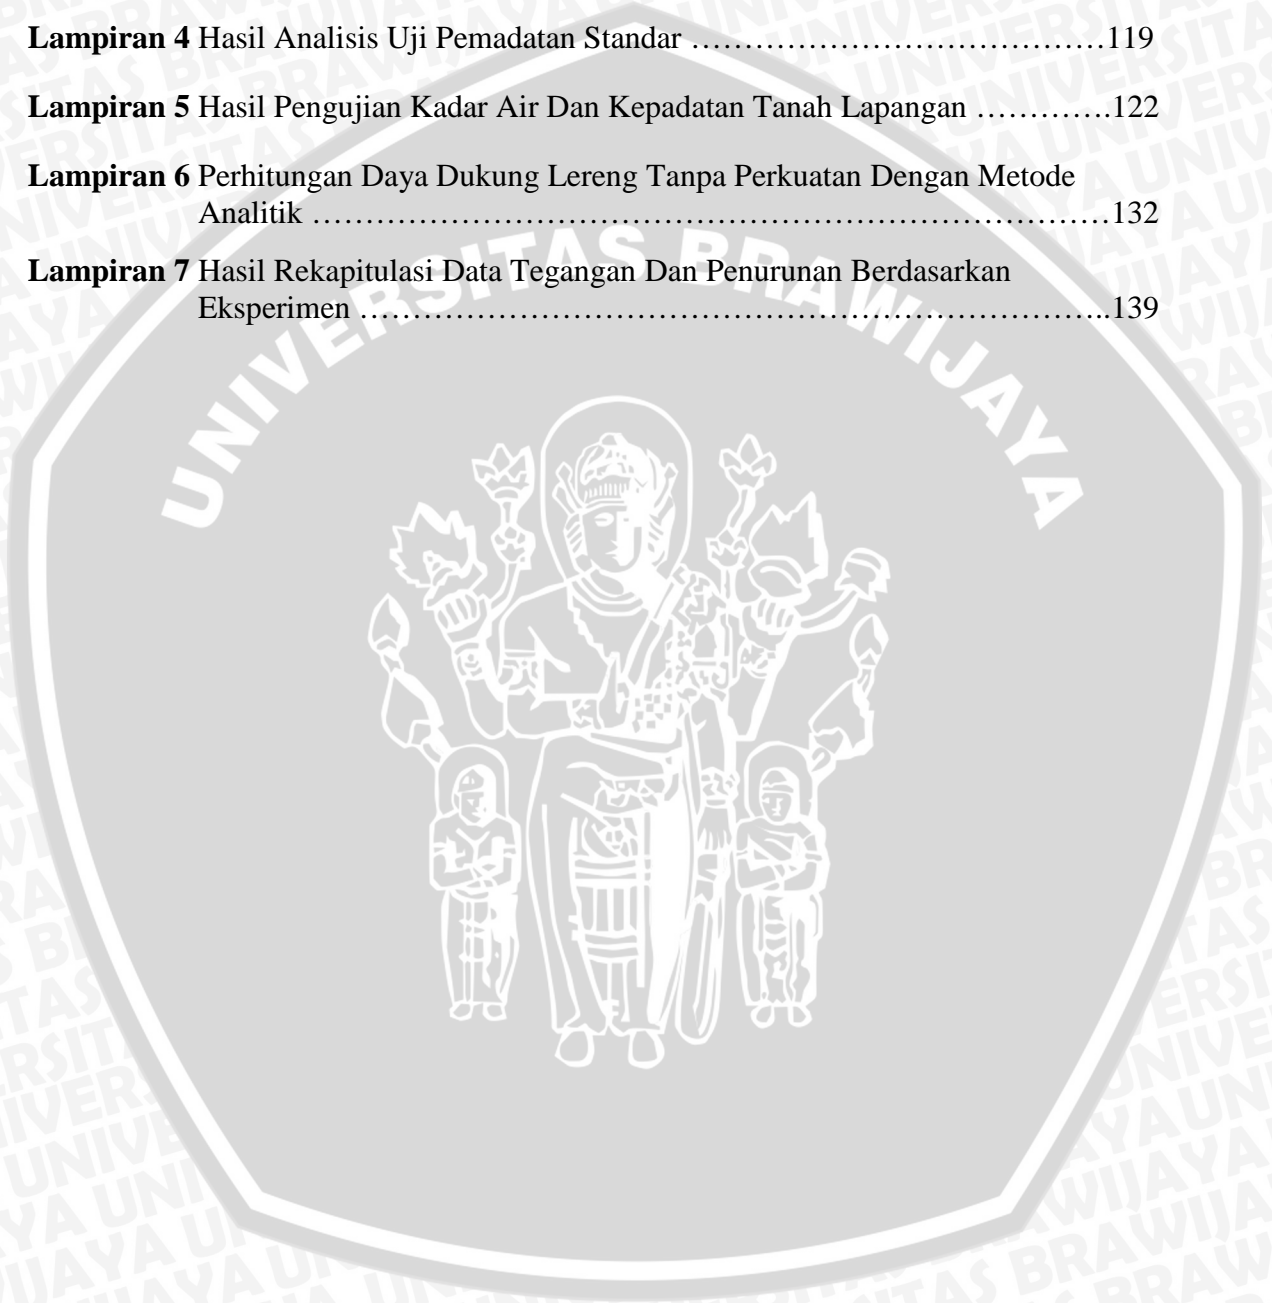 Lampiran 4 Hasil Analisis Uji Pemadatan Standar …………………………………119
Lampiran 5 Hasil Pengujian Kadar Air Dan Kepadatan Tanah Lapangan ………….122
Lampiran 6 Perhitungan Daya Dukung Lereng Tanpa Perkuatan Dengan Metode
Analitik …………………………………………………………………132
Lampiran 7 Hasil Rekapitulasi Data Tegangan Dan Penurunan Berdasarkan
Eksperimen ……………………………………………………………..139
UNIVERSITAS BRAWIJAYA